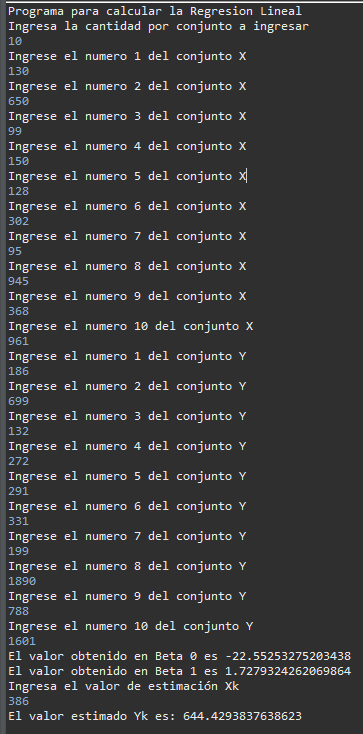 Programa para calcular la Regresion Lineal
Ingresa la cantidad por conjunto a ingresar
10
Ingrese el numero 1 del conjunto X
130
Ingrese el numero 2 del conjunto X
650
Ingrese el numero 3 del conjunto X
99
Ingrese el numero 4 del conjunto X
150
Ingrese el numero 5 del conjunto X
128
Ingrese el numero 6 del conjunto X
302
Ingrese el numero 7 del conjunto X
95
Ingrese el numero 8 del conjunto X
945
Ingrese el numero 9 del conjunto X
368
Ingrese el numero 10 del conjunto X
961
Ingrese el numero 1 del conjunto Y
186
Ingrese el numero 2 del conjunto Y
699
Ingrese el numero 3 del conjunto Y
132
Ingrese el numero 4 del conjunto Y
272
Ingrese el numero 5 del conjunto Y
291
Ingrese el numero 6 del conjunto Y
331
Ingrese el numero 7 del conjunto Y
199
Ingrese el numero 8 del conjunto Y
1890
Ingrese el numero 9 del conjunto Y
788
Ingrese el numero 10 del conjunto Y
1601
El valor obtenido en Beta 0 es -22.55253275203438
El valor obtenido en Beta 1 es 1.7279324262069864
Ingresa el valor de estimación Xk
386
El valor estimado Yk es: 644.4293837638623